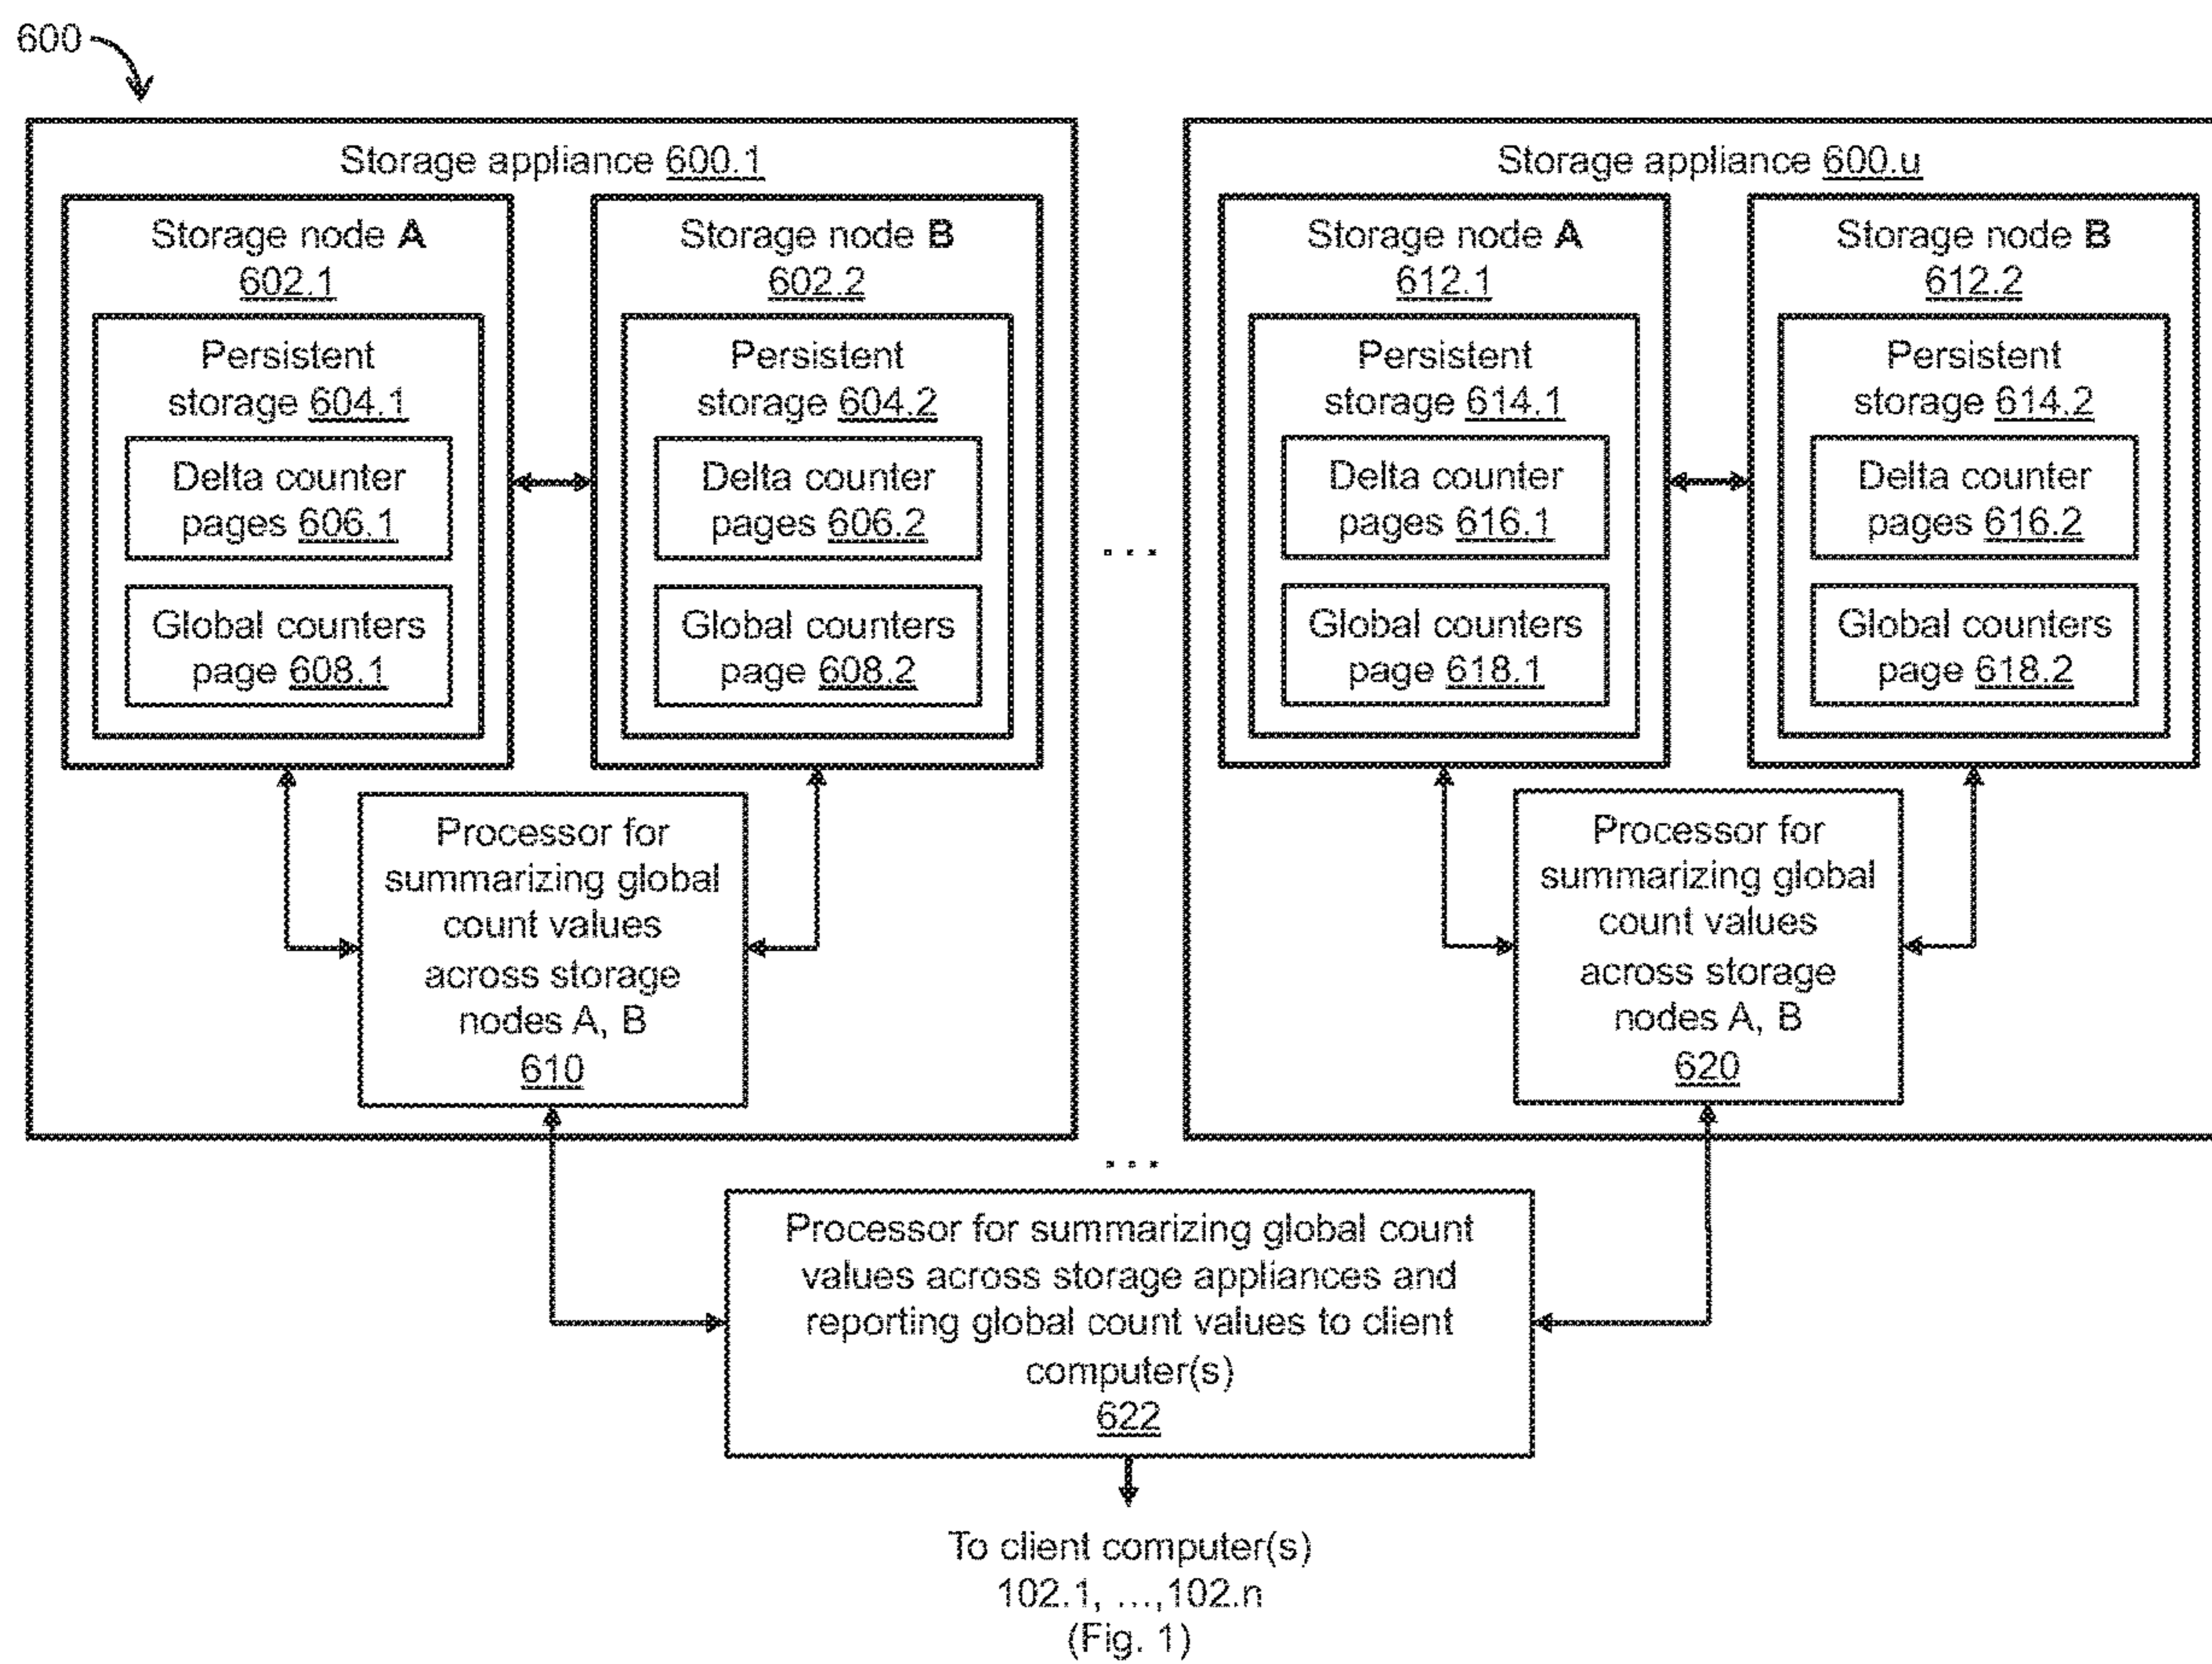 600
Storage appliance 600.1
Storage node A
602.1
Persistent
storage 604.1
Delta counter
pages 606.1
Global counters
page 608.1
Storage node B
602.2
Persistent
storage 604.2
Delta counter
pages 606.2
Global counters
page 608.2
Processor for
summarizing global
count values
across storage
nodes A, B
610
. . .
Storage appliance 600.u
Storage node A
612.1
Persistent
storage 614.1
Delta counter
pages 616.1
Global counters
page 618.1
Storage node B
612.2
Persistent
storage 614.2
Delta counter
pages 616.2
Global counters
page 618.2
Processor for
summarizing global
count values
across storage
nodes A, B
620
. . .
Processor for summarizing global count
values across storage appliances and
reporting global count values to client
computer(s)
622
To client computer(s)
102.1, ...,102.n
(Fig. 1)